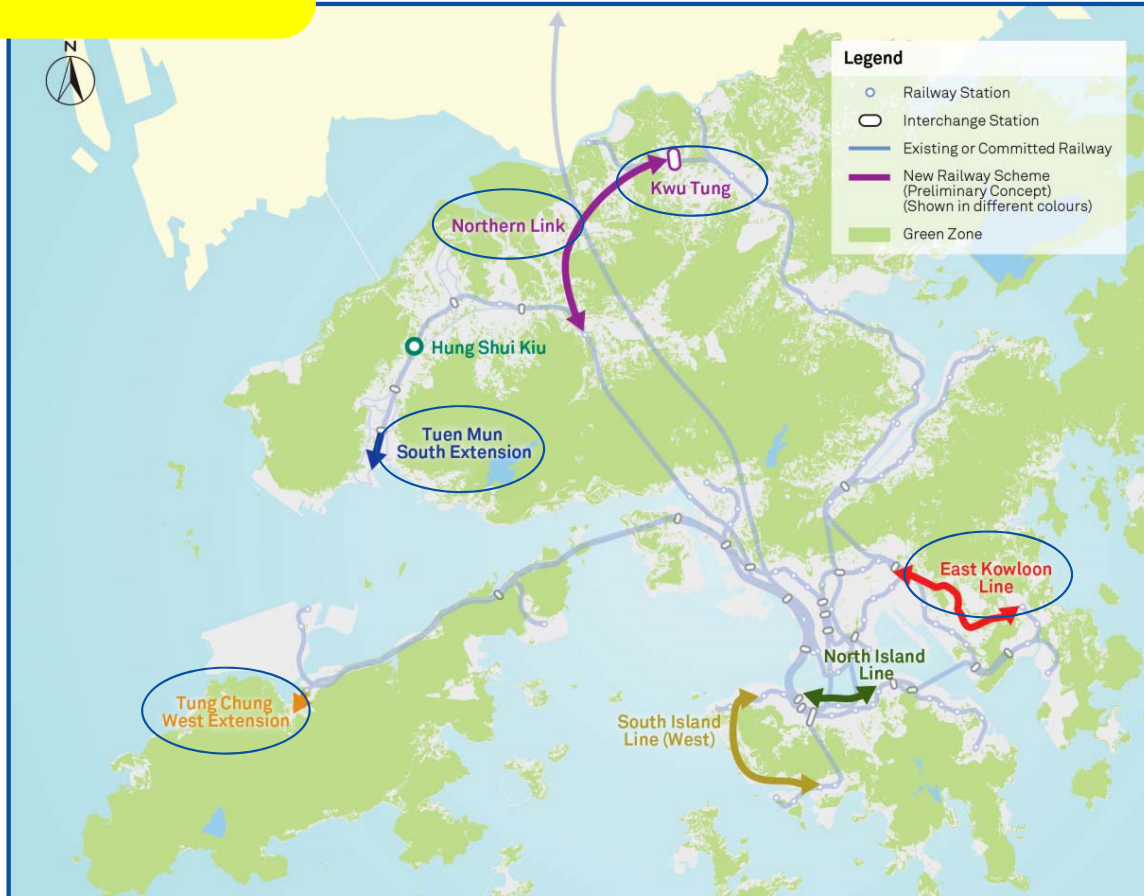 N
Legend
Railway Station
Interchange Station
Existing or Committed Railway
New Railway Scheme
(Preliminary Concept)
(Shown in different colours)
Green Zone
Kwu Tung
Northern Link
Hung Shui Kiu
Tuen Mun
South Extension
East Kowloon
Line
North Island
Line
Tung Chung
West Extension
South Island
Line (West)